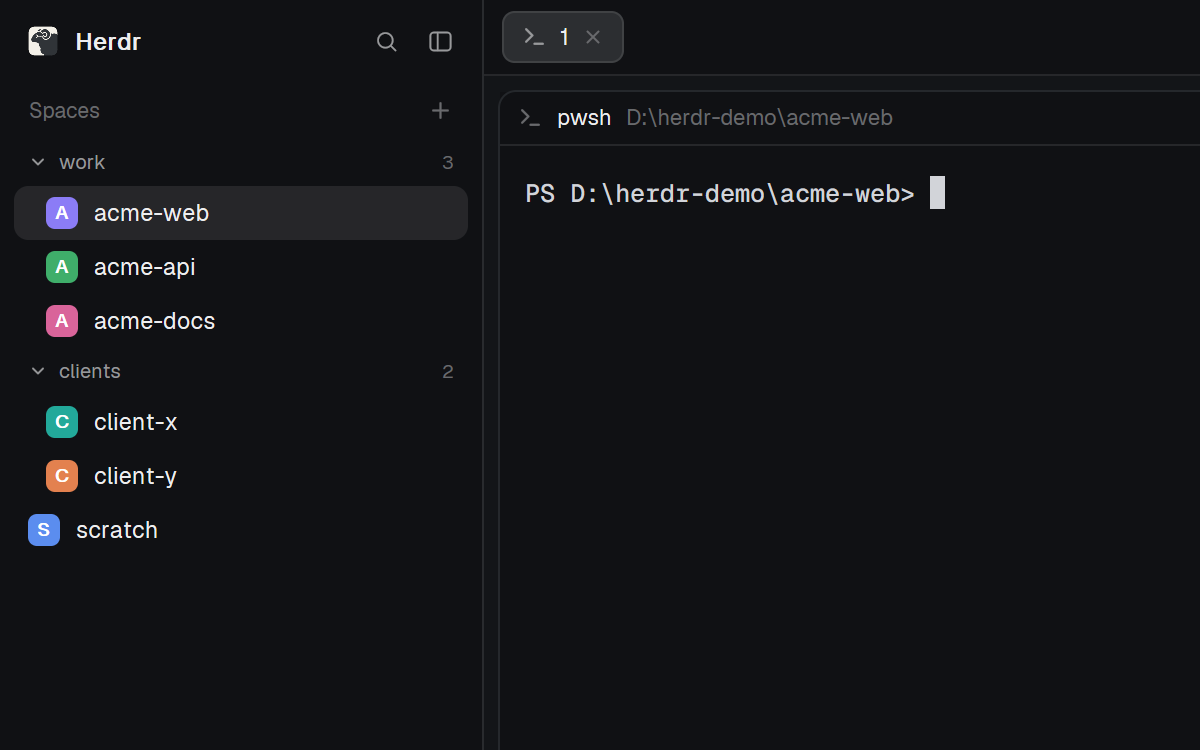 Herdr
Spaces
work 3
A acme-web
A acme-api
A acme-docs
clients 2
C client-x
C client-y
S scratch
1
pwsh D:\herdr-demo\acme-web
PS D:\herdr-demo\acme-web>